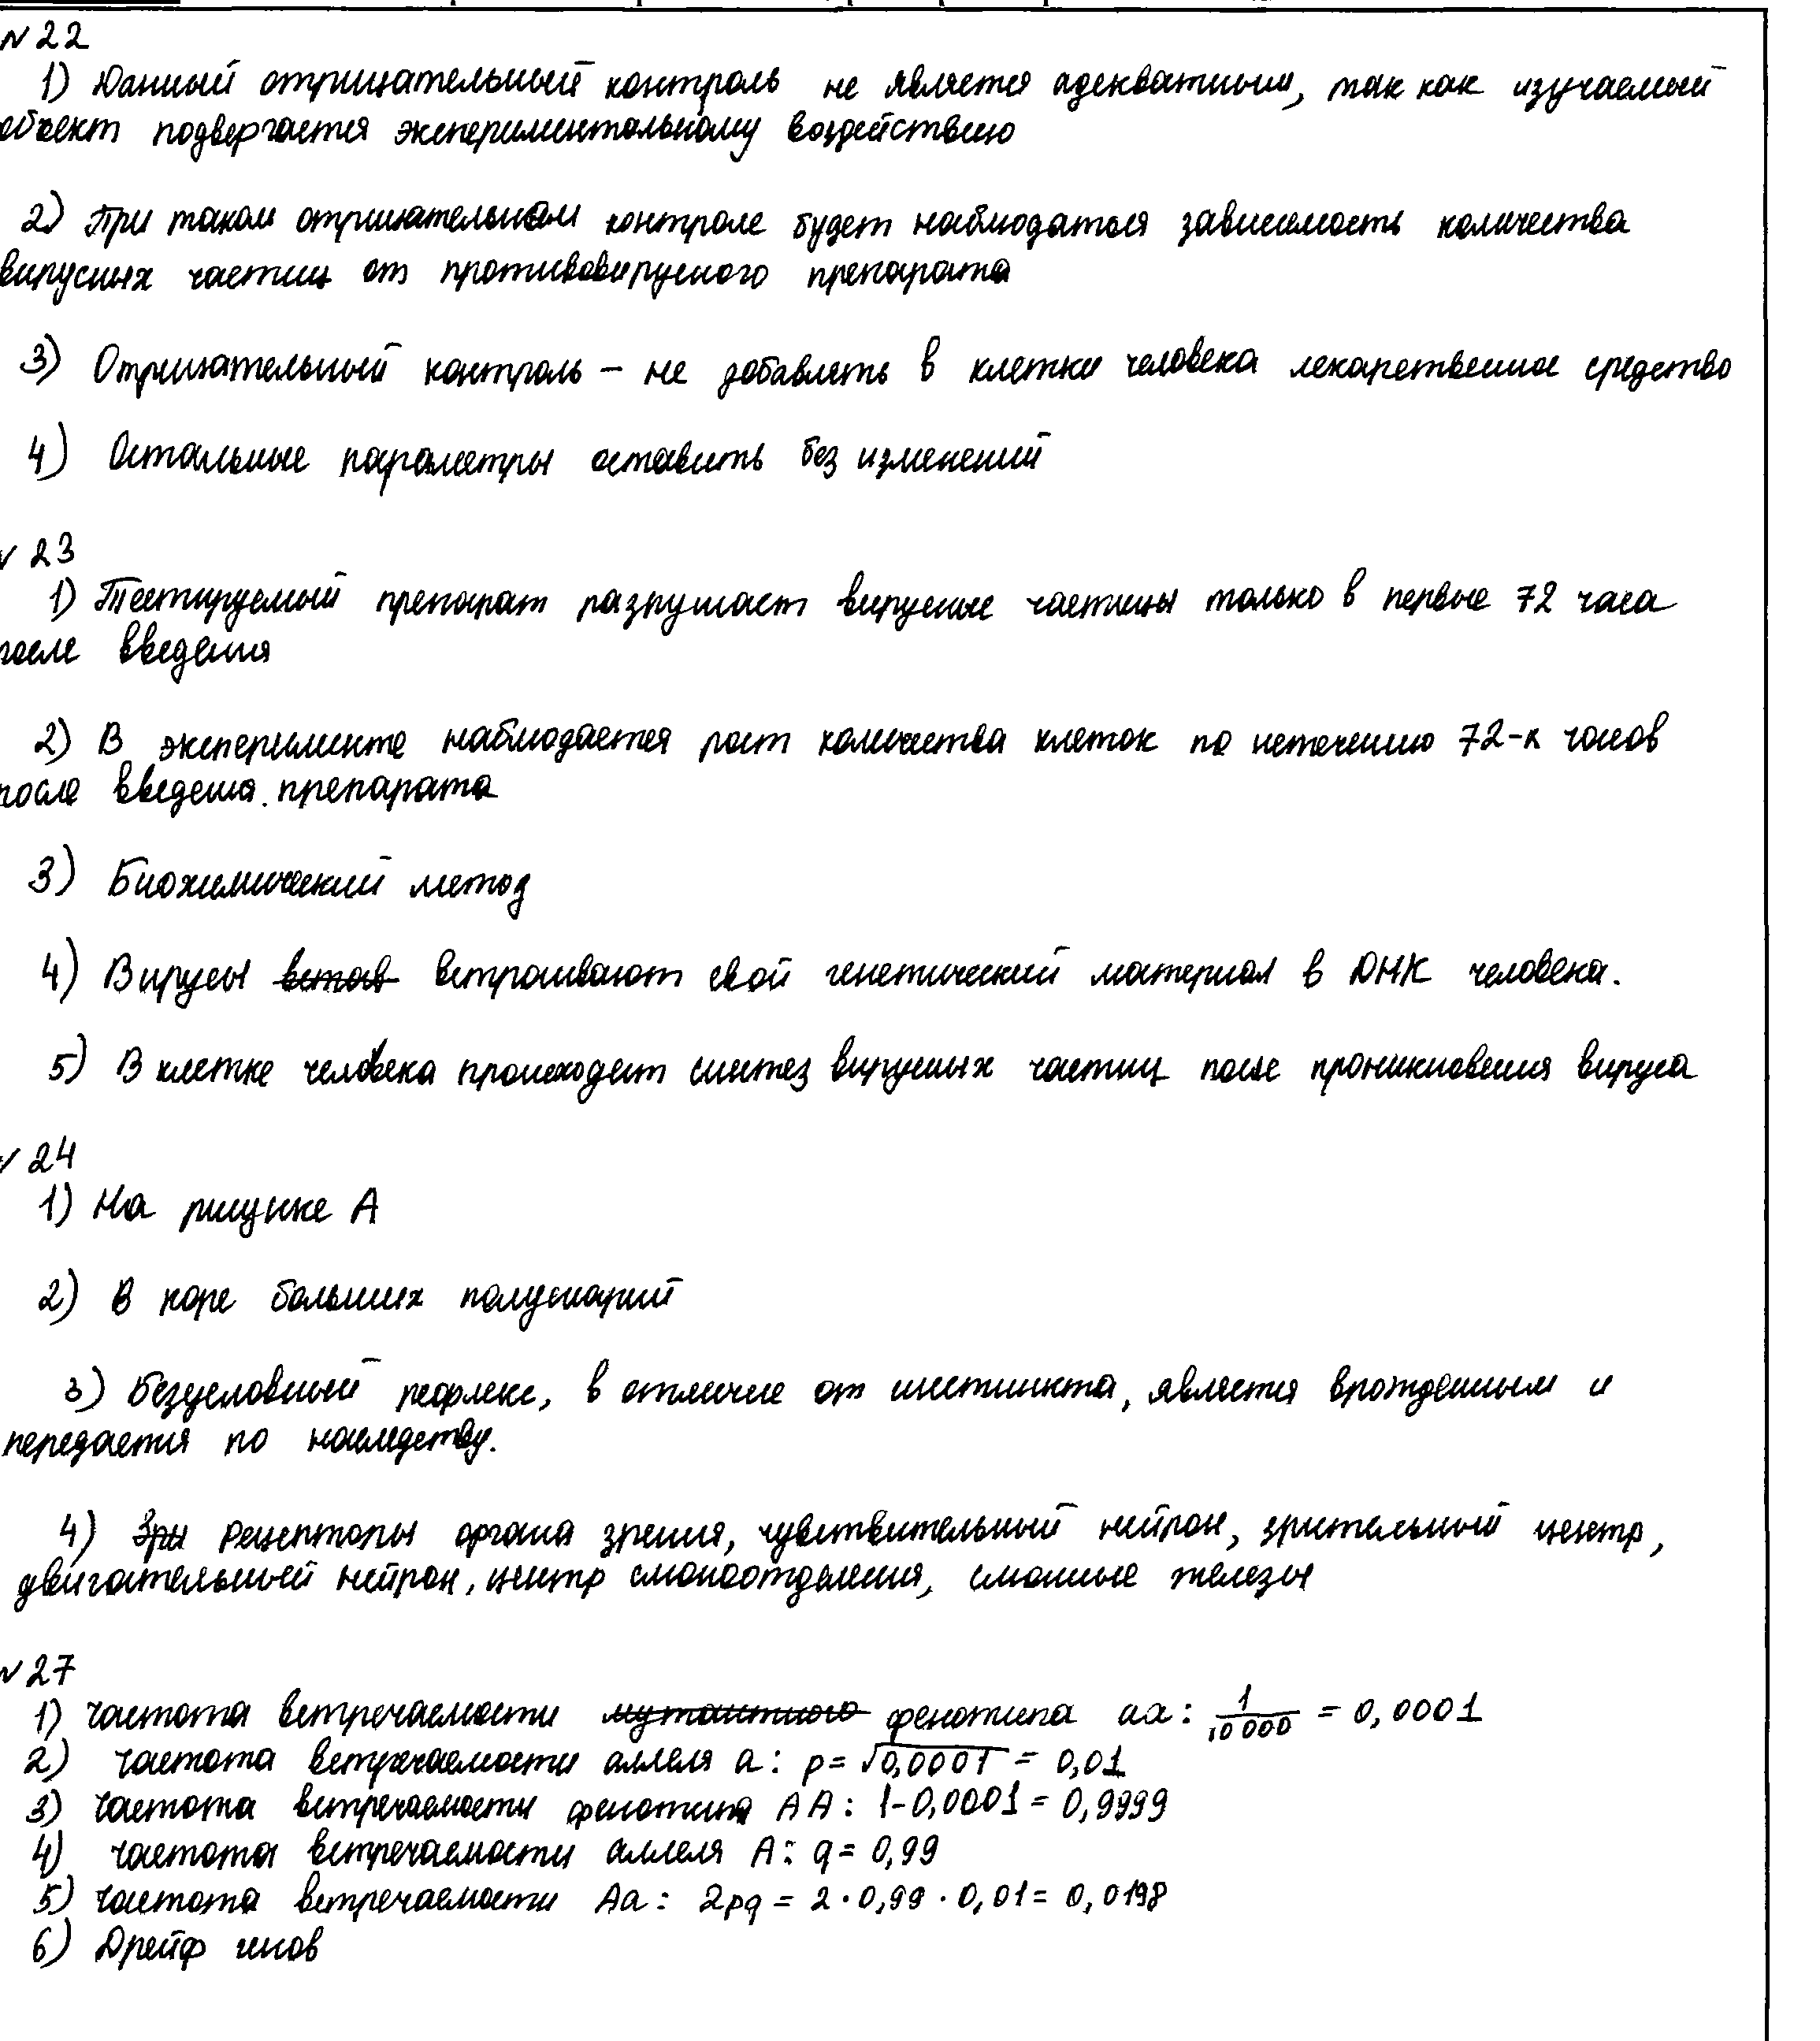 №22
1) Данный отрицательный контроль не является адекватным, так как изучаемый
объект подвергается экспериментальному воздействию
2) При таком отрицательном контроле будет наблюдаться зависимость количества
вирусных частиц от противовирусного препарата
3) Отрицательный контроль – не добавлять в клетки человека лекарственное средство
4) Остальные параметры оставить без изменений
№23
1) Тестируемый препарат разрушает вирусные частицы только в первые 72 часа
после введения
2) В эксперименте наблюдается рост количества клеток по истечению 72-х часов
после введения препарата
3) Биохимический метод
4) Вирусы встав встраивают свой генетический материал в ДНК человека.
5) В клетке человека происходит синтез вирусных частиц после проникновения вируса
№24
1) На рисунке А
2) В коре больших полушарий
3) Безусловный рефлекс, в отличие от инстинкта, является врожденным и
передается по наследству.
4) Зри рецепторы органа зрения, чувствительный нейрон, зрительный центр,
двигательный нейрон, центр слюноотделения, слюнные железы
№27
1) Частота встречаемости мутантного фенотипа aa: 1/10000 = 0,0001
2) частота встречаемости аллеля a: p = √0,0001 = 0,01
3) Частота встречаемости фенотипа AA: 1-0,0001 = 0,9999
4) частота встречаемости аллеля A: q = 0,99
5) частота встречаемости Aa: 2pq = 2·0,99·0,01 = 0,0198
6) Дрейф генов